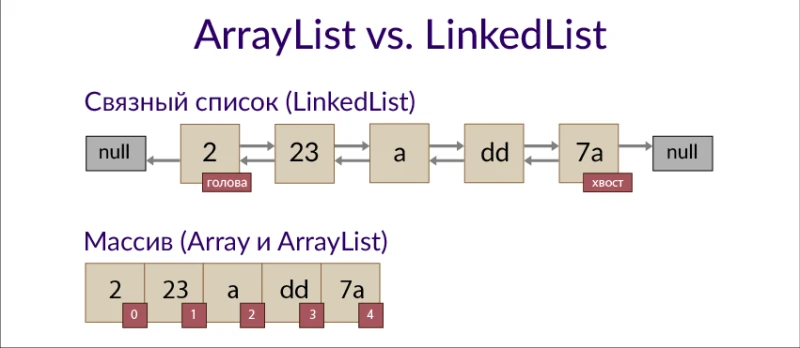 ArrayList vs. LinkedList
Связный список (LinkedList)
null 2 23 a dd 7a null
голова хвост
Массив (Array и ArrayList)
2 23 a dd 7a
0 1 2 3 4